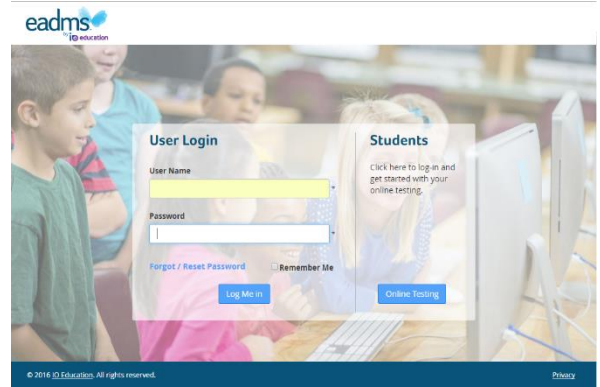 eadms
by io education
User Login
User Name
Password
Forgot / Reset Password
Remember Me
Log Me in
Students
Click here to log-in and
get started with your
online testing.
Online Testing
© 2016 IO Education. All rights reserved.
Privacy